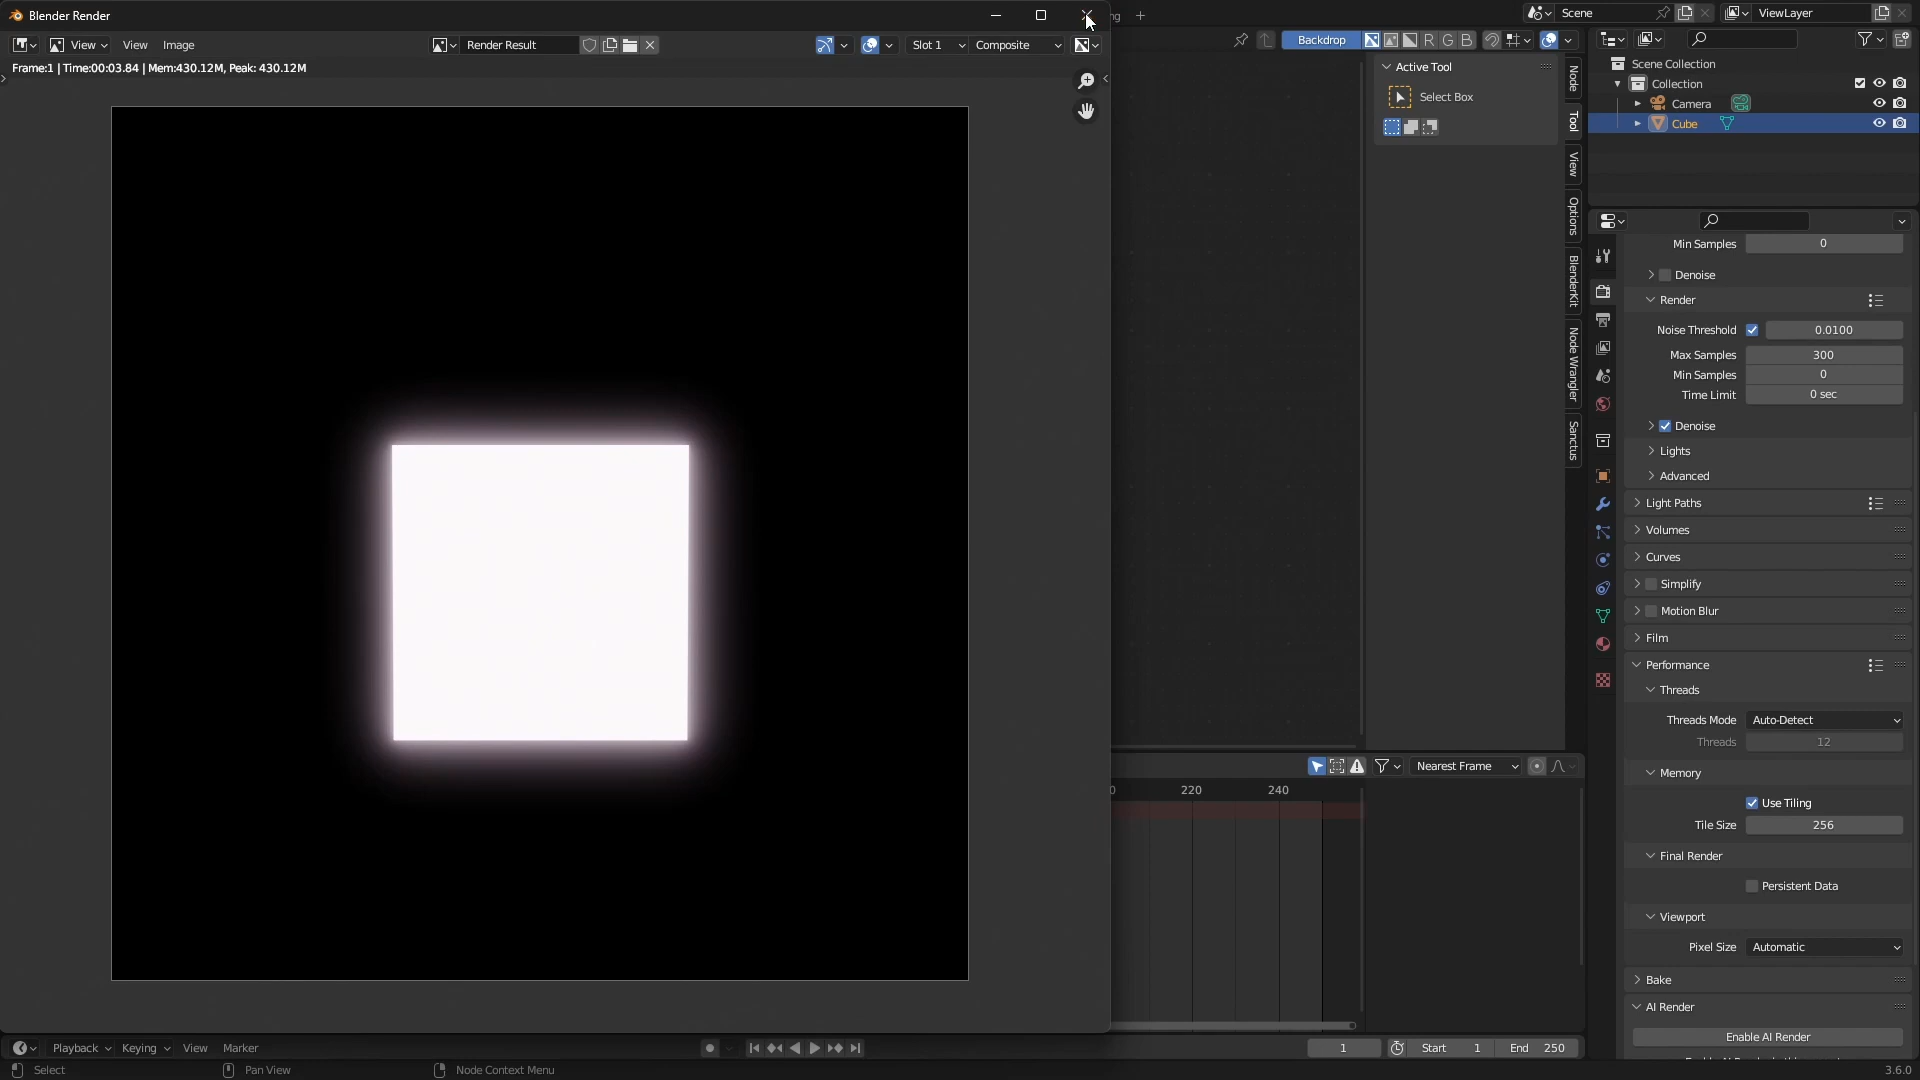 Blender Render
View View Image Render Result Slot 1 Composite
Frame:1 | Time:00:03.84 | Mem:430.12M, Peak: 430.12M
Backdrop R G B
Active Tool
Select Box
Node
Tool
View
Options
BlenderKit
Node Wrangler
Sanctus
Scene ViewLayer
Scene Collection
Collection
Camera
Cube
Min Samples 0
Denoise
Render
Noise Threshold 0.0100
Max Samples 300
Min Samples 0
Time Limit 0 sec
Denoise
Lights
Advanced
Light Paths
Volumes
Curves
Simplify
Motion Blur
Film
Performance
Threads
Threads Mode Auto-Detect
Threads 12
Memory
Use Tiling
Tile Size 256
Final Render
Persistent Data
Viewport
Pixel Size Automatic
Bake
AI Render
Enable AI Render
Nearest Frame
0 220 240
Playback Keying View Marker 1 Start 1 End 250
Select Pan View Node Context Menu 3.6.0